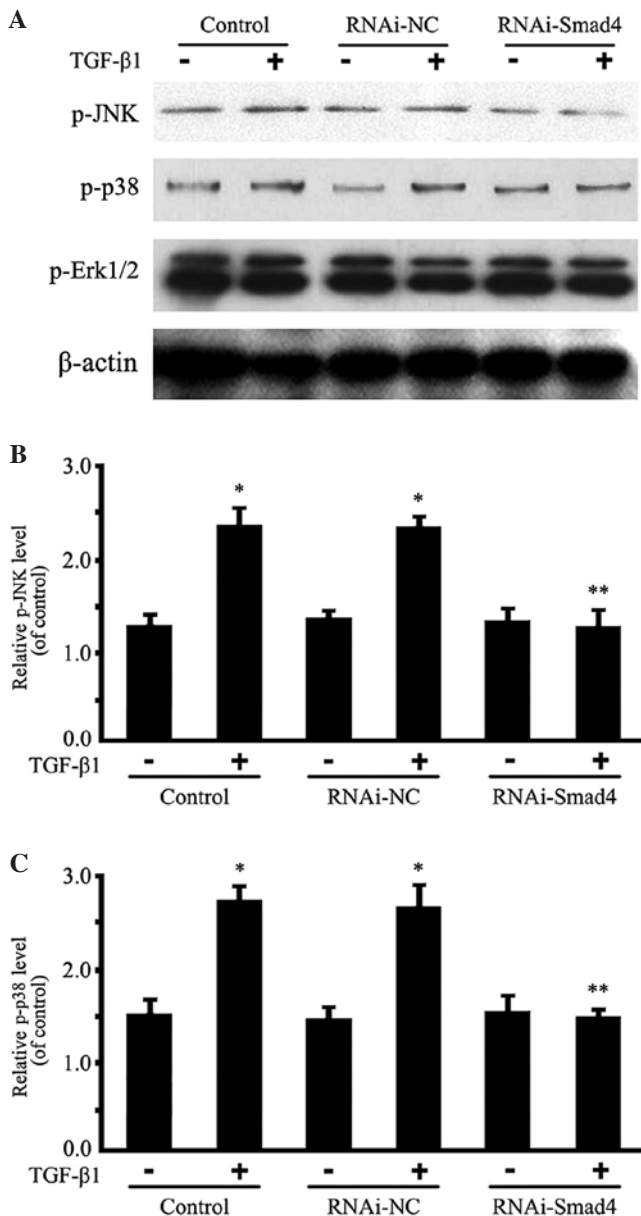 A
Control RNAi-NC RNAi-Smad4
TGF-β1 - + - + - +
p-JNK
p-p38
p-Erk1/2
β-actin
B
3.0
2.0
1.0
0.0
Relative p-JNK level
(of control)
* * **
TGF-β1 - + - + - +
Control RNAi-NC RNAi-Smad4
C
3.0
2.0
1.0
0.0
Relative p-p38 level
(of control)
* * **
TGF-β1 - + - + - +
Control RNAi-NC RNAi-Smad4